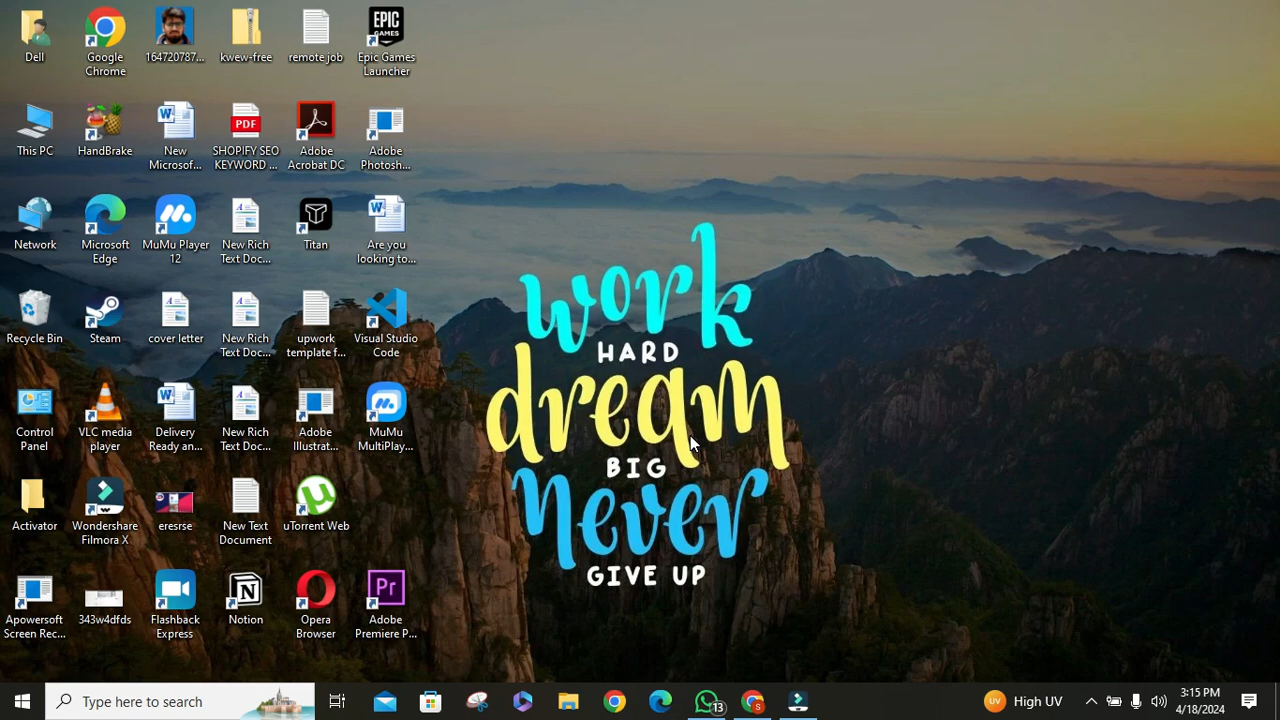 Dell
Google
Chrome
164720787...
kwew-free
remote job
EPIC
GAMES
Epic Games
Launcher
This PC
HandBrake
New
Microsof...
PDF
SHOPIFY SEO
KEYWORD ...
Adobe
Acrobat DC
Adobe
Photosh...
Network
Microsoft
Edge
MuMu Player
12
New Rich
Text Doc...
Titan
Are you
looking to...
Recycle Bin
Steam
cover letter
New Rich
Text Doc...
upwork
template f...
Visual Studio
Code
Control
Panel
VLC media
player
Delivery
Ready an...
New Rich
Text Doc...
Adobe
Illustrat...
MuMu
MultiPlay...
Activator
Wondershare
Filmora X
eresrse
New Text
Document
uTorrent Web
Apowersoft
Screen Rec...
343w4dfds
Flashback
Express
Notion
Opera
Browser
Pr
Adobe
Premiere P...
work
HARD
dream
BIG
never
GIVE UP
Type here to search
13
S
UV
High UV
3:15 PM
4/18/2024